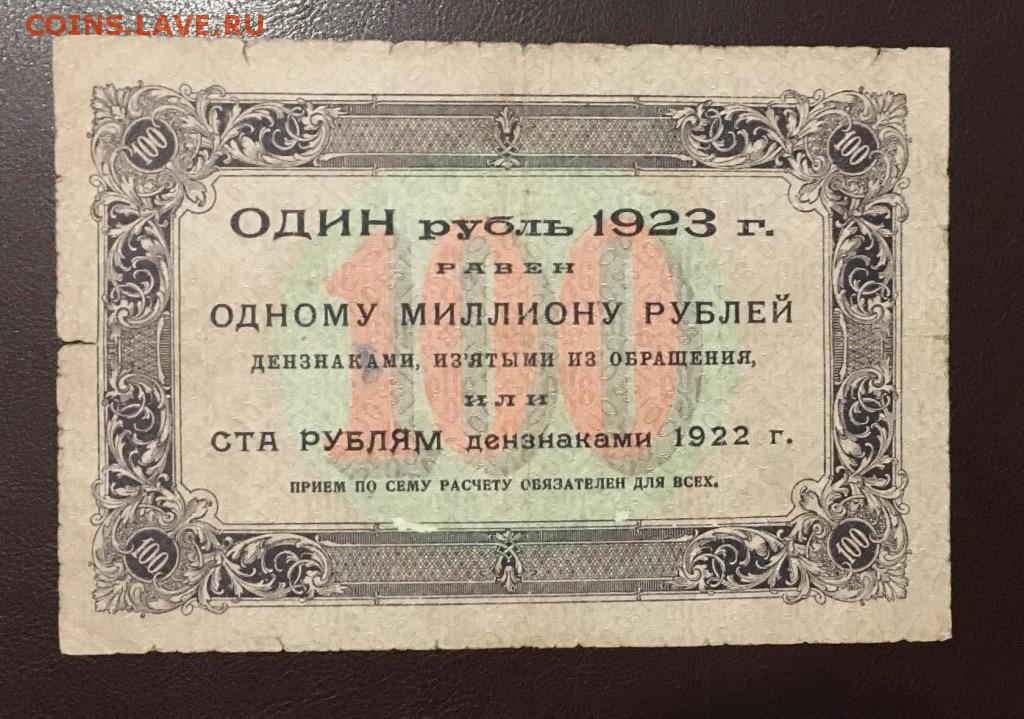 COINS.LAVE.RU
100 100
ОДИН рубль 1923 г.
РАВЕН
ОДНОМУ МИЛЛИОНУ РУБЛЕЙ
ДЕНЗНАКАМИ, ИЗ'ЯТЫМИ ИЗ ОБРАЩЕНИЯ,
100
ИЛИ
СТА РУБЛЯМ дензнаками 1922 г.
ПРИЕМ ПО СЕМУ РАСЧЕТУ ОБЯЗАТЕЛЕН ДЛЯ ВСЕХ.
100 100